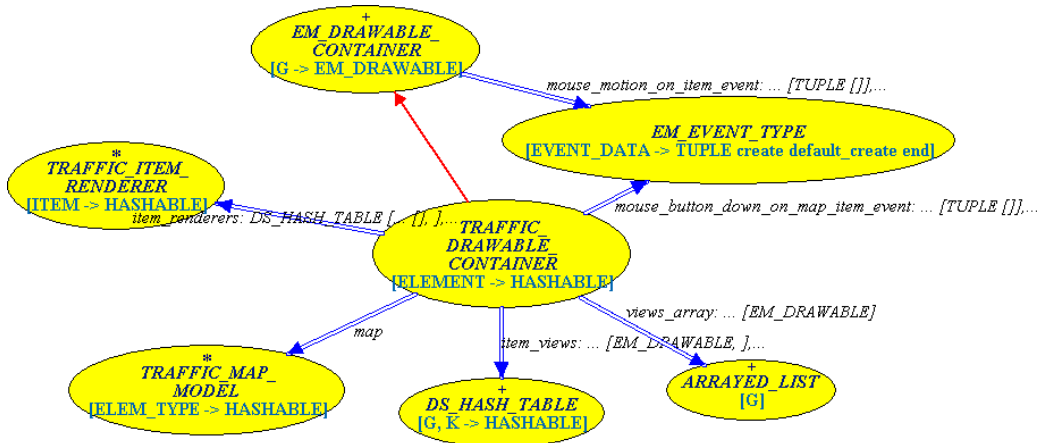 +
EM_DRAWABLE_
CONTAINER
[G -> EM_DRAWABLE]
mouse_motion_on_item_event: ... [TUPLE []],...
EM_EVENT_TYPE
[EVENT_DATA -> TUPLE create default_create end]
*
TRAFFIC_ITEM_
RENDERER
[ITEM -> HASHABLE]
item_renderers: DS_HASH_TABLE [... [], ],...
mouse_button_down_on_map_item_event: ... [TUPLE []],...
TRAFFIC_
DRAWABLE_
CONTAINER
[ELEMENT -> HASHABLE]
map
item_views: ... [EM_DRAWABLE, ],...
views_array: ... [EM_DRAWABLE]
*
TRAFFIC_MAP_
MODEL
[ELEM_TYPE -> HASHABLE]
+
DS_HASH_TABLE
[G, K -> HASHABLE]
+
ARRAYED_LIST
[G]